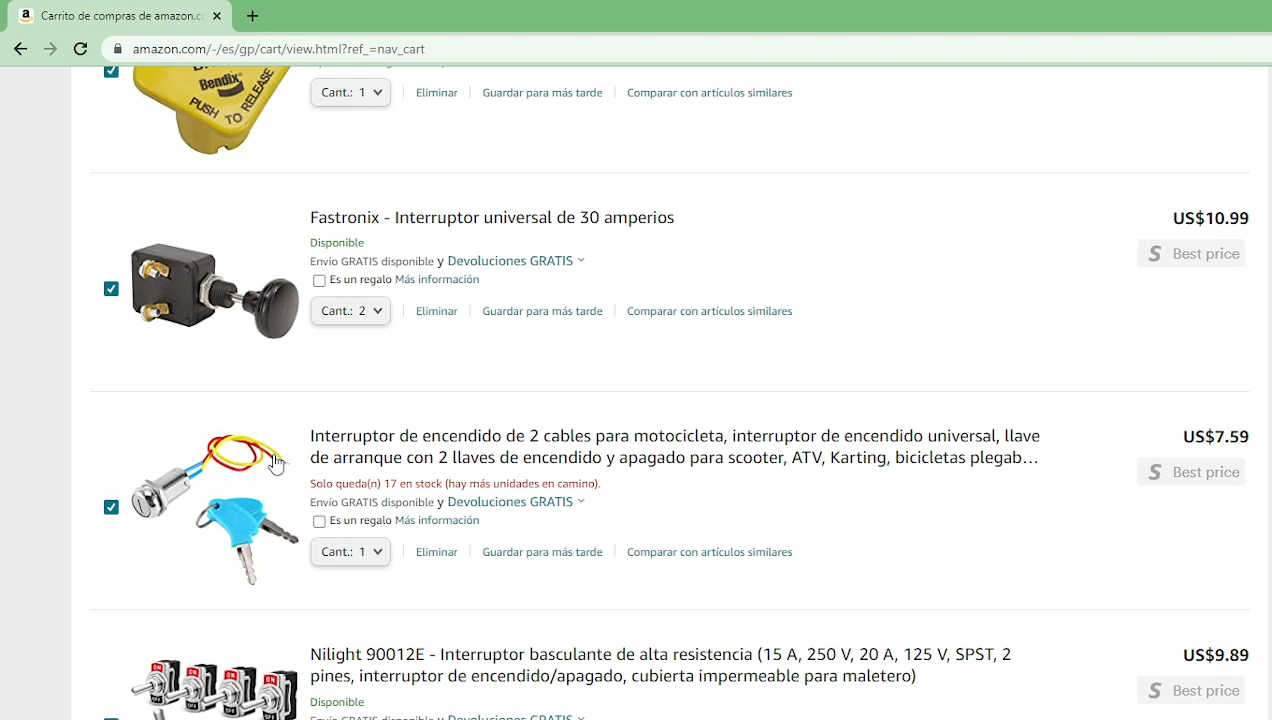 a Carrito de compras de amazon.co × +
amazon.com/-/es/gp/cart/view.html?ref_=nav_cart
Bendix
PUSH TO RELEASE
Cant.: 1 Eliminar Guardar para más tarde Comparar con artículos similares
Fastronix - Interruptor universal de 30 amperios US$10.99
Disponible
Envío GRATIS disponible y Devoluciones GRATIS S Best price
Es un regalo Más información
Cant.: 2 Eliminar Guardar para más tarde Comparar con artículos similares
Interruptor de encendido de 2 cables para motocicleta, interruptor de encendido universal, llave US$7.59
de arranque con 2 llaves de encendido y apagado para scooter, ATV, Karting, bicicletas plegab...
S Best price
Solo queda(n) 17 en stock (hay más unidades en camino).
Envío GRATIS disponible y Devoluciones GRATIS
Es un regalo Más información
Cant.: 1 Eliminar Guardar para más tarde Comparar con artículos similares
Nilight 90012E - Interruptor basculante de alta resistencia (15 A, 250 V, 20 A, 125 V, SPST, 2 US$9.89
pines, interruptor de encendido/apagado, cubierta impermeable para maletero)
S Best price
ON ON ON ON
Disponible
Envío GRATIS disponible y Devoluciones GRATIS